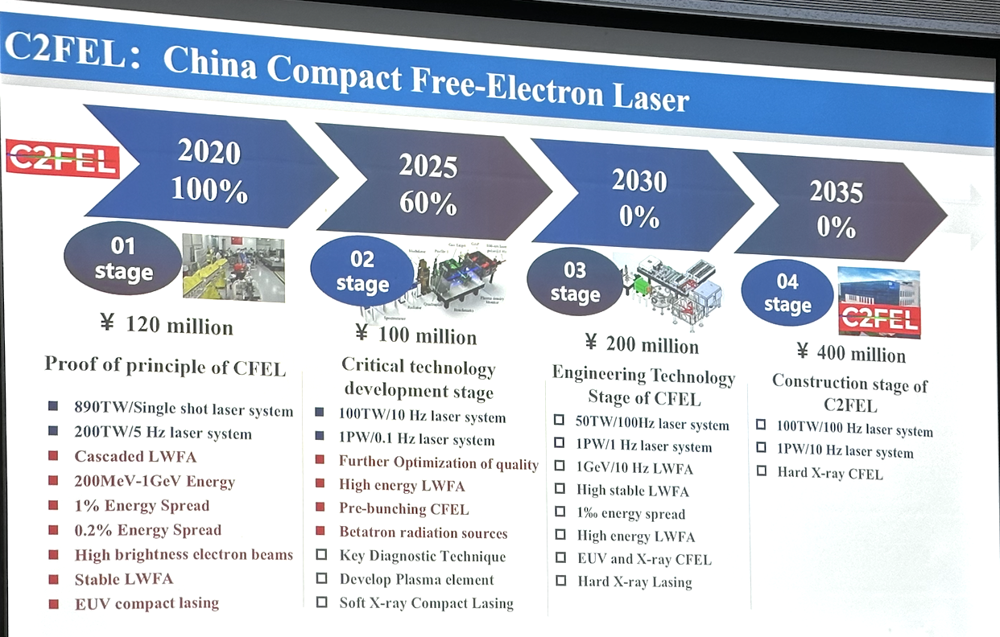 C2FEL: China Compact Free-Electron Laser
C2FEL
2020
100%
2025
60%
2030
0%
2035
0%
01
stage
02
stage
03
stage
04
stage
C2FEL
¥ 120 million
¥ 100 million
¥ 200 million
¥ 400 million
Proof of principle of CFEL
890TW/Single shot laser system
200TW/5 Hz laser system
Cascaded LWFA
200MeV-1GeV Energy
1% Energy Spread
0.2% Energy Spread
High brightness electron beams
Stable LWFA
EUV compact lasing
Critical technology
development stage
100TW/10 Hz laser system
1PW/0.1 Hz laser system
Further Optimization of quality
High energy LWFA
Pre-bunching CFEL
Betatron radiation sources
Key Diagnostic Technique
Develop Plasma element
Soft X-ray Compact Lasing
Engineering Technology
Stage of CFEL
50TW/100Hz laser system
1PW/1 Hz laser system
1GeV/10 Hz LWFA
High stable LWFA
1‰ energy spread
High energy LWFA
EUV and X-ray CFEL
Hard X-ray Lasing
Construction stage of
C2FEL
100TW/100 Hz laser system
1PW/10 Hz laser system
Hard X-ray CFEL